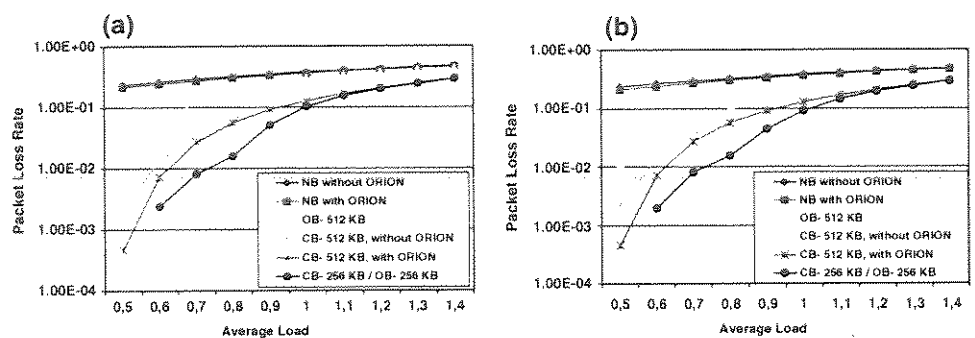 (a)
1.00E+00
1.00E-01
1.00E-02
1.00E-03
1.00E-04
Packet Loss Rate
NB without ORION
NB with ORION
OB- 512 KB
CB- 512 KB, without ORION
CB- 512 KB, with ORION
CB- 256 KB / OB- 256 KB
0,5 0,6 0,7 0,8 0,9 1 1,1 1,2 1,3 1,4
Average Load
(b)
1.00E+00
1.00E-01
1.00E-02
1.00E-03
1.00E-04
Packet Loss Rate
NB without ORION
NB with ORION
OB- 512 KB
CB- 512 KB, without ORION
CB- 512 KB, with ORION
CB- 256 KB / OB- 256 KB
0,5 0,6 0,7 0,8 0,9 1 1,1 1,2 1,3 1,4
Average Load